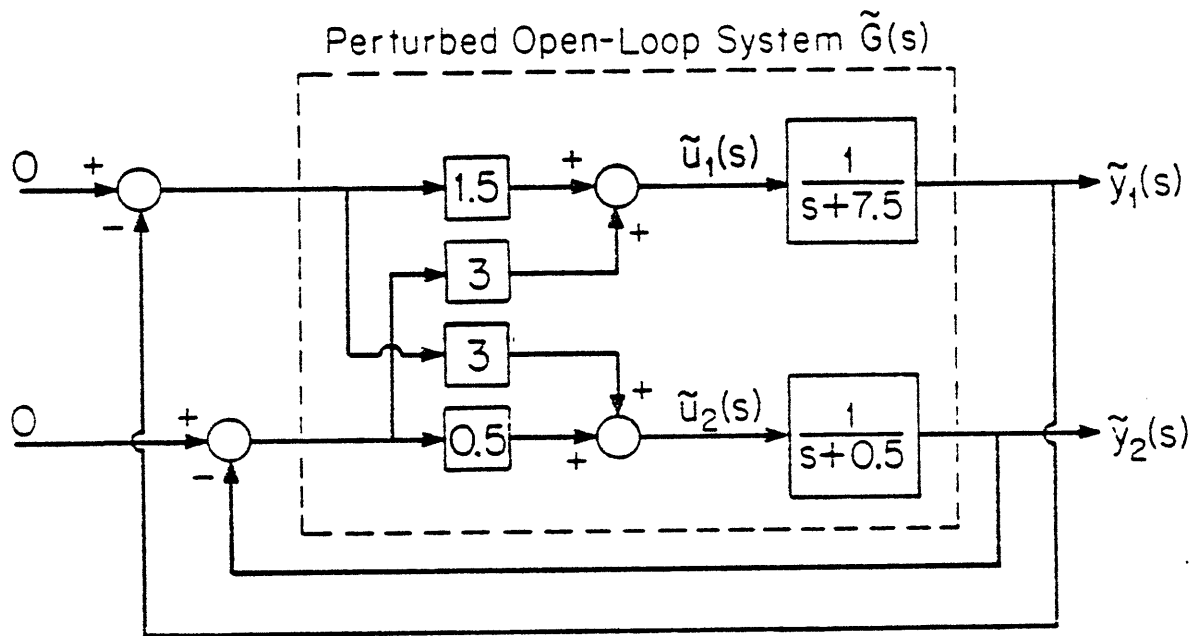 Perturbed Open-Loop System G̃(s)
0
+
-
1.5
+
ũ₁(s)
1
s+7.5
ỹ₁(s)
3
+
3
+
ũ₂(s)
0
+
-
0.5
+
1
s+0.5
ỹ₂(s)